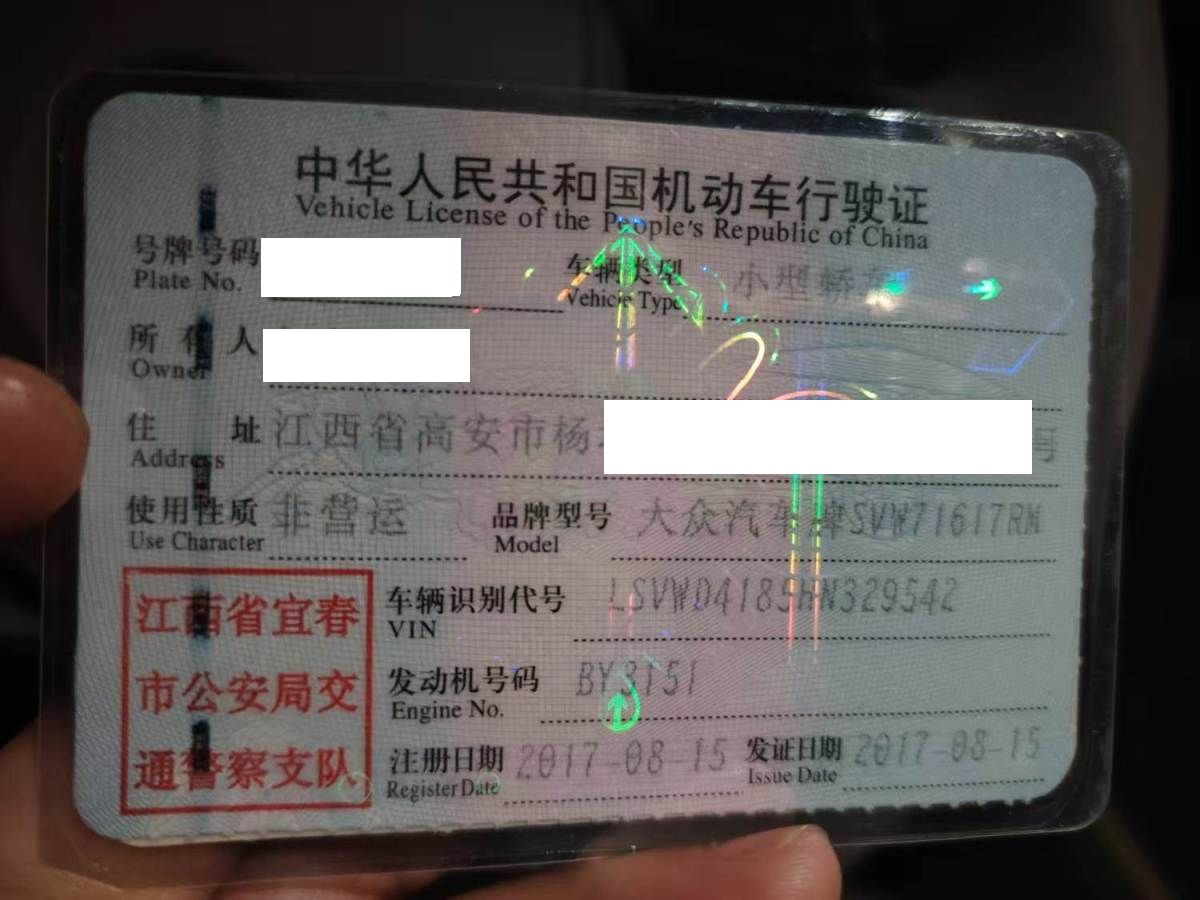 中华人民共和国机动车行驶证
Vehicle License of the People's Republic of China
号牌号码 车辆类型 小型轿车
Plate No. Vehicle Type
所有人
Owner
住址 江西省高安市杨 号
Address
使用性质 非营运 品牌型号 大众汽车牌SVW71617RM
Use Character Model
江西省宜春 车辆识别代号 LSVWD4185HN329542
VIN
市公安局交 发动机号码 BY3151
Engine No.
通警察支队 注册日期 2017-08-15 发证日期 2017-08-15
Register Date Issue Date